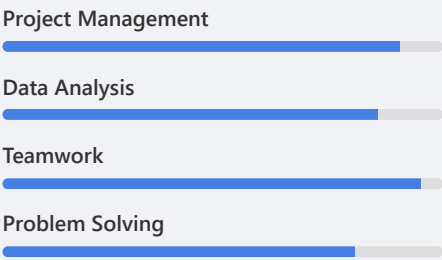 Project Management
Data Analysis
Teamwork
Problem Solving